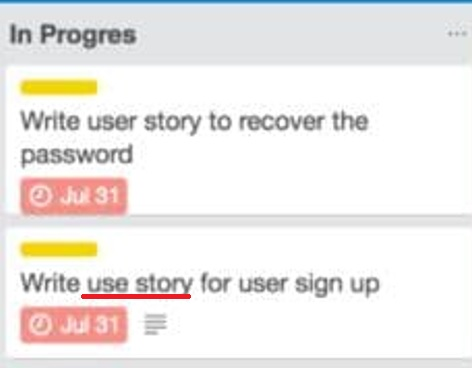 In Progres
Write user story to recover the
password
Jul 31
Write use story for user sign up
Jul 31